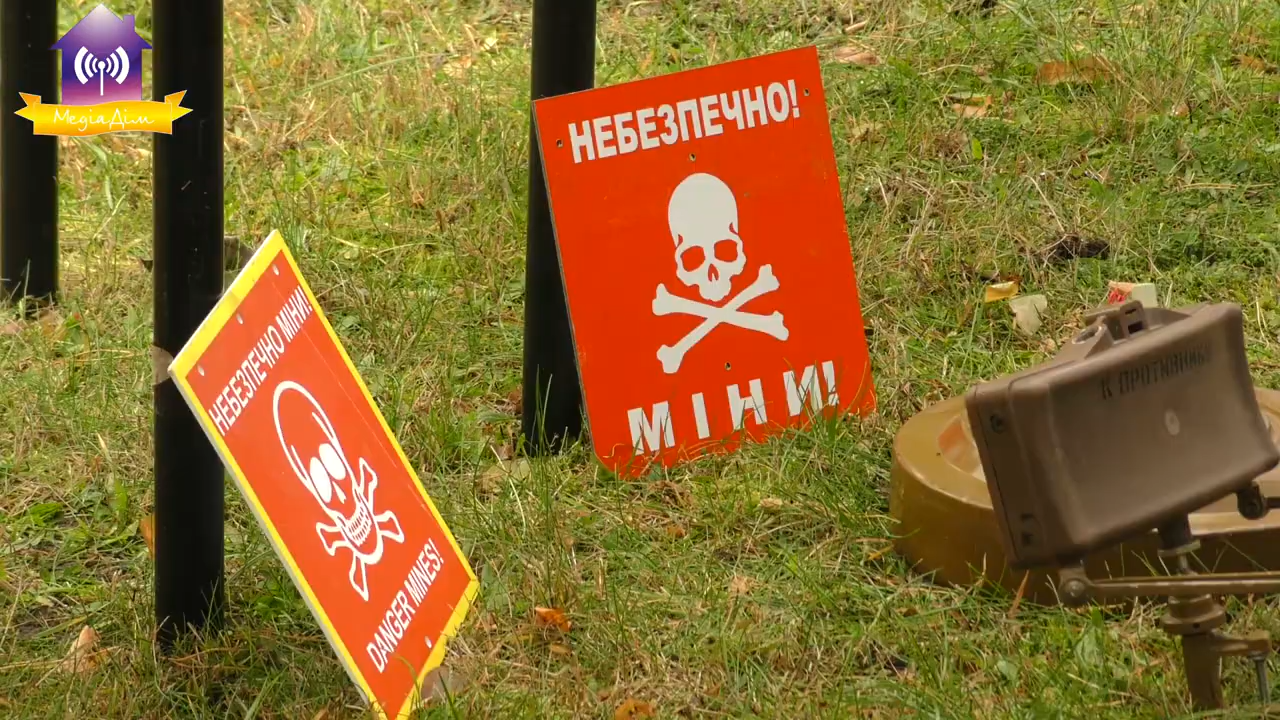 МедіаДім
НЕБЕЗПЕЧНО!
МІНИ!
НЕБЕЗПЕЧНО МІНИ!
DANGER MINES!
К ПРОТИВНИКУ